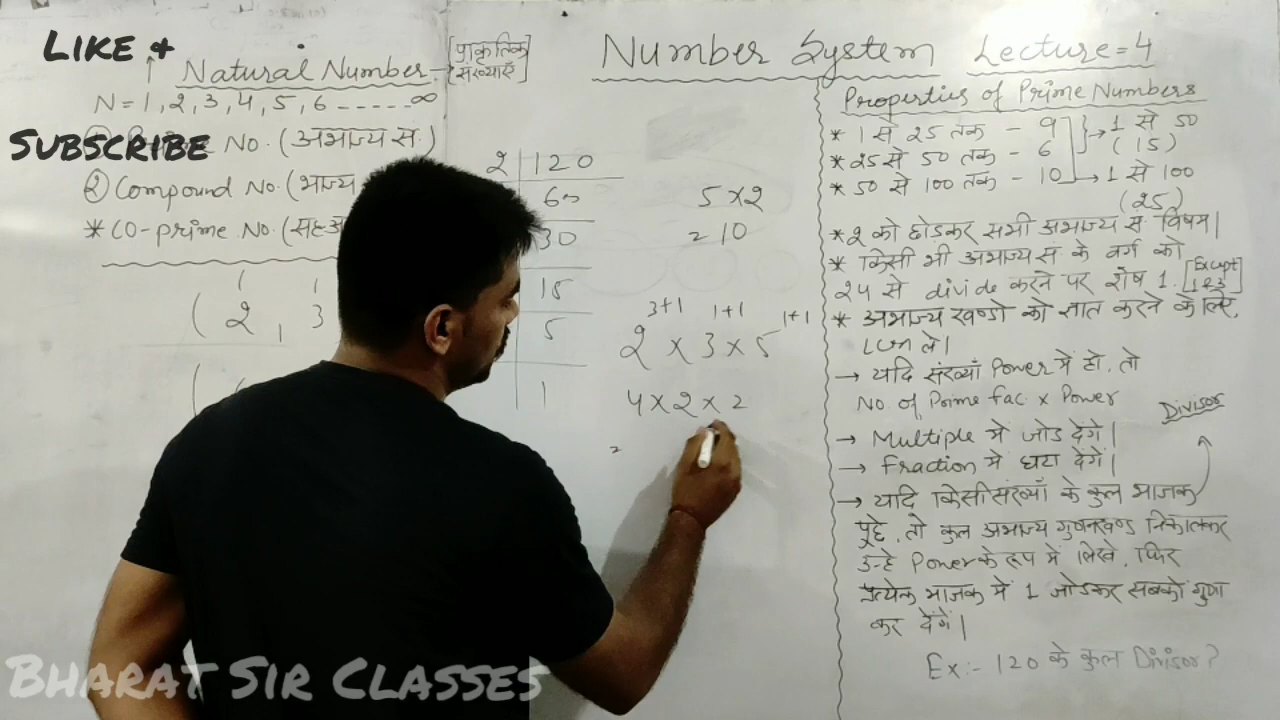 LIKE &
SUBSCRIBE
Natural Number
[प्राकृतिक संख्याएँ]
N = 1, 2, 3, 4, 5, 6 ----- ∞
No. (अभाज्य सं.)
② Compound No. (भाज्य
* CO-prime No. (सह अ
1 1
( 2 , 3
(
Number System Lecture = 4
2 | 120
60
30
15
5
1
5 × 2
= 10
3+1 1+1 1+1
2 × 3 × 5
4 × 2 × 2
=
Properties of Prime Numbers
* 1 से 25 तक - 9
* 25 से 50 तक - 6
→ 1 से 50 (15)
* 50 से 100 तक - 10 → 1 से 100
(25)
* 2 को छोडकर सभी अभाज्य सं विषम।
* किसी भी अभाज्य सं के वर्ग को
24 से divide करने पर शेष 1. [Except 1,2,3]
* अभाज्य खण्डो को ज्ञात करने के लिए,
LCM ले।
→ यदि संख्याँ Power मे हो, तो
No. of Prime fac. × Power
Divisor
→ Multiple में जोड देगें।
→ Fraction में घटा देगें।
→ यदि किसी संख्याँ के कुल भाजक
पूछे, तो कुल अभाज्य गुणनखण्ड निकालकर
उन्हे Power के रूप में लिखे, फिर
प्रत्येक भाजक में 1 जोडकर सबको गुणा
कर देंगें।
Ex:- 120 के कुल Divisor?
BHARAT SIR CLASSES